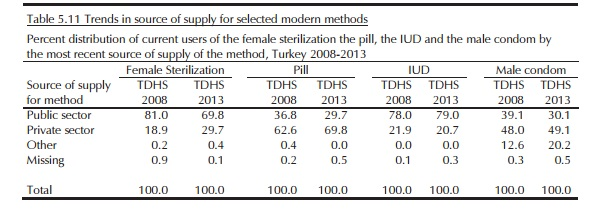 Table 5.11 Trends in source of supply for selected modern methods
Percent distribution of current users of the female sterilization the pill, the IUD and the male condom by
the most recent source of supply of the method, Turkey 2008-2013
Female Sterilization Pill IUD Male condom
Source of supply TDHS TDHS TDHS TDHS TDHS TDHS TDHS TDHS
for method 2008 2013 2008 2013 2008 2013 2008 2013
Public sector 81.0 69.8 36.8 29.7 78.0 79.0 39.1 30.1
Private sector 18.9 29.7 62.6 69.8 21.9 20.7 48.0 49.1
Other 0.2 0.4 0.4 0.0 0.0 0.0 12.6 20.2
Missing 0.9 0.1 0.2 0.5 0.1 0.3 0.3 0.5
Total 100.0 100.0 100.0 100.0 100.0 100.0 100.0 100.0